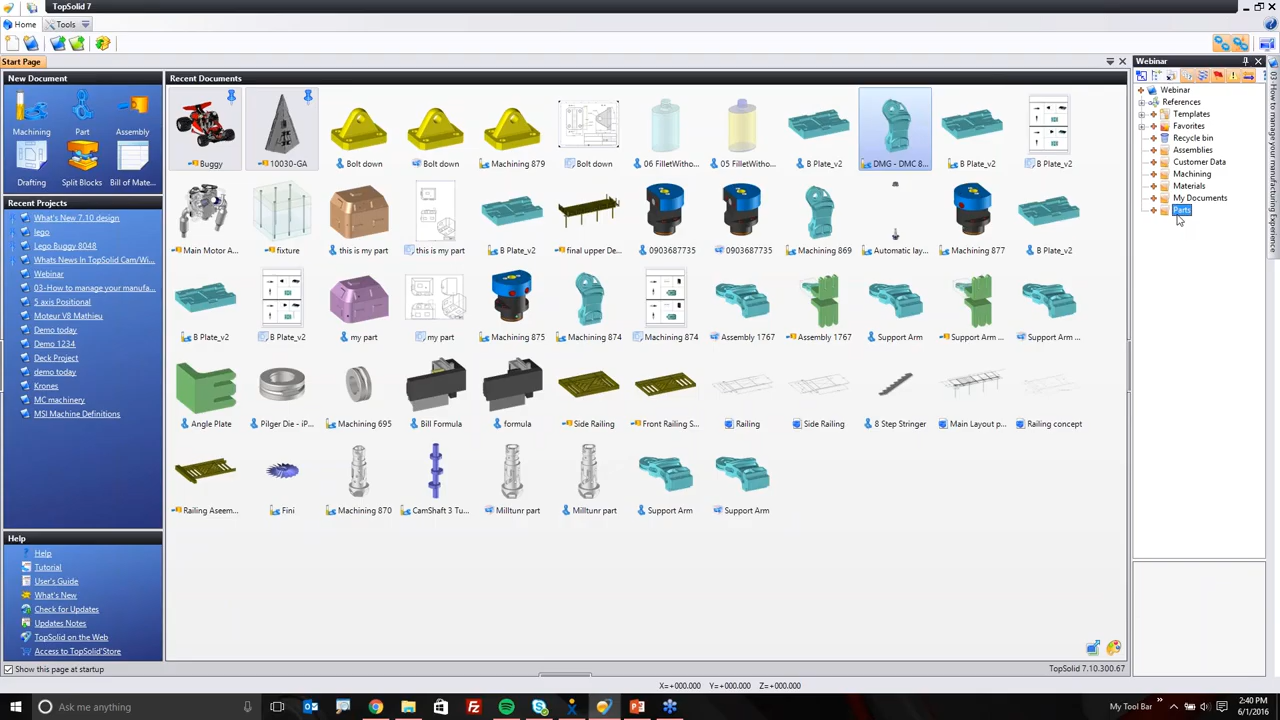 TopSolid 7
Home
Tools
Start Page
New Document
Machining
Part
Assembly
Drafting
Split Blocks
Bill of Mate...
Recent Projects
What's New 7.10 design
lego
Lego Buggy 8048
Whats News In TopSolid Cam/Wi...
Webinar
03-How to manage your manufa...
5 axis Positional
Moteur V8 Mathieu
Demo today
Demo 1234
Deck Project
demo today
Krones
MC machinery
MSI Machine Definitions
Help
Help
Tutorial
User's Guide
What's New
Check for Updates
Updates Notes
TopSolid on the Web
Access to TopSolid'Store
Show this page at startup
Recent Documents
Buggy
10030-GA
Bolt down
Bolt down
Machining 879
Bolt down
06 FilletWitho...
05 FilletWitho...
B Plate_v2
DMG - DMC 8...
B Plate_v2
B Plate_v2
Main Motor A...
fixture
this is my part
this is my part
B Plate_v2
final upper De...
0903687735
0903687735
Machining 869
Automatic lay...
Machining 877
B Plate_v2
B Plate_v2
B Plate_v2
my part
my part
Machining 875
Machining 874
Machining 874
Assembly 1767
Assembly 1767
Support Arm
Support Arm ...
Support Arm ...
Angle Plate
Pilger Die - iP...
Machining 695
Bill Formula
formula
Side Railing
Front Railing S...
Railing
Side Railing
8 Step Stringer
Main Layout p...
Railing concept
Railing Aseem...
Fini
Machining 870
CamShaft 3 Tu...
Milltunr part
Milltunr part
Support Arm
Support Arm
TopSolid 7.10.300.67
Webinar
Webinar
References
Templates
Favorites
Recycle bin
Assemblies
Customer Data
Machining
Materials
My Documents
Parts
03-How to manage your manufacturing Experience
X=+000.000 Y=+000.000 Z=+000.000
Ask me anything
My Tool Bar
2:40 PM
6/1/2016